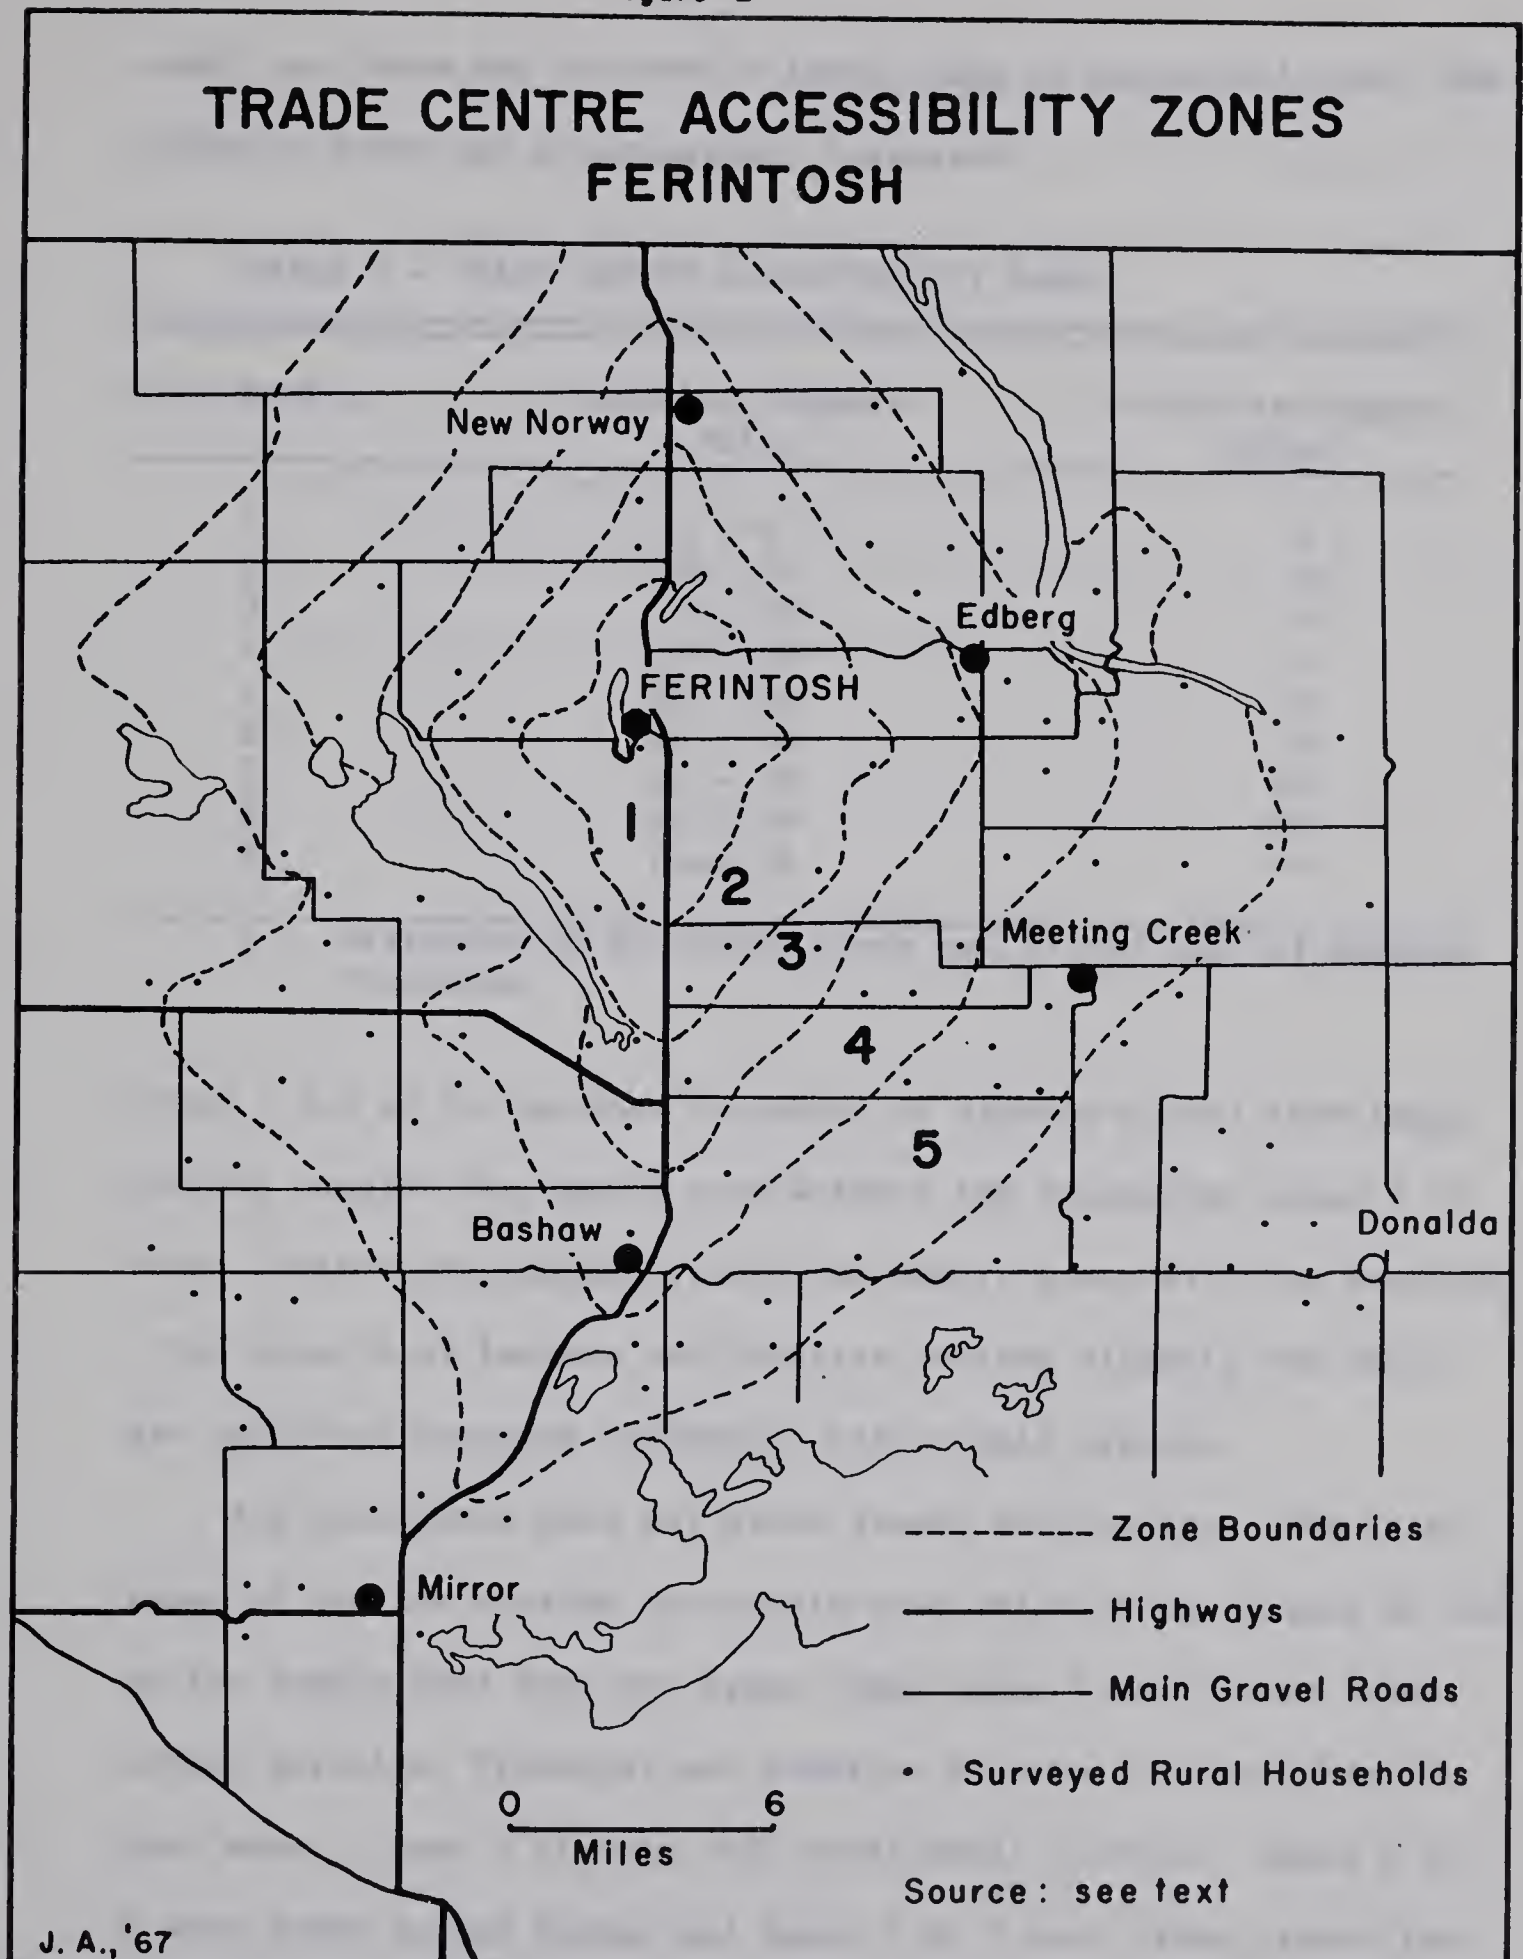 TRADE CENTRE ACCESSIBILITY ZONES
FERINTOSH
New Norway
Edberg
FERINTOSH
1
2
Meeting Creek
3
4
5
Bashaw
Donalda
Zone Boundaries
Mirror
Highways
Main Gravel Roads
Surveyed Rural Households
0 6
Miles
Source: see text
J. A., '67